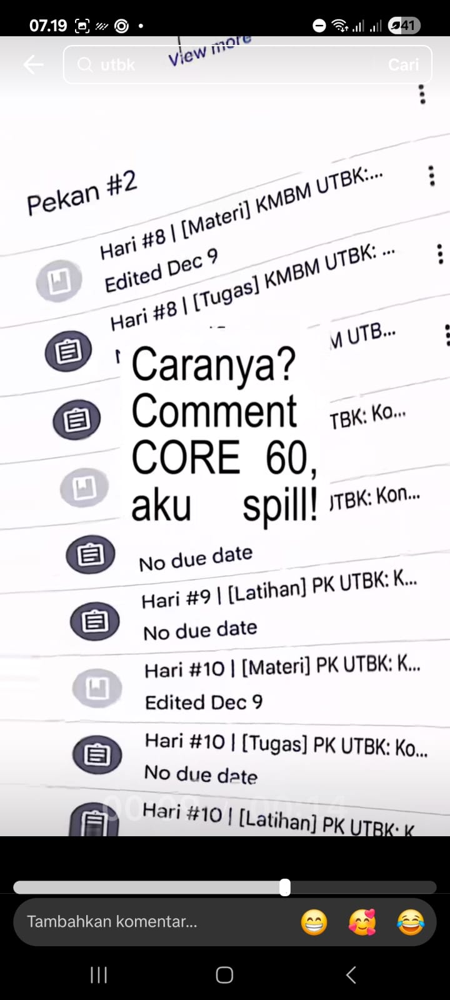 07.19
41
View more
utbk
Cari
Pekan #2
Hari #8 | [Materi] KMBM UTBK:...
Edited Dec 9
Hari #8 | [Tugas] KMBM UTBK: ...
M UTB...
Caranya?
Comment
CORE 60,
aku spill!
TBK: Ko...
UTBK: Kon...
No due date
Hari #9 | [Latihan] PK UTBK: K...
No due date
Hari #10 | [Materi] PK UTBK: K...
Edited Dec 9
Hari #10 | [Tugas] PK UTBK: Ko...
No due date
Hari #10 | [Latihan] PK UTBK: K
Tambahkan komentar...